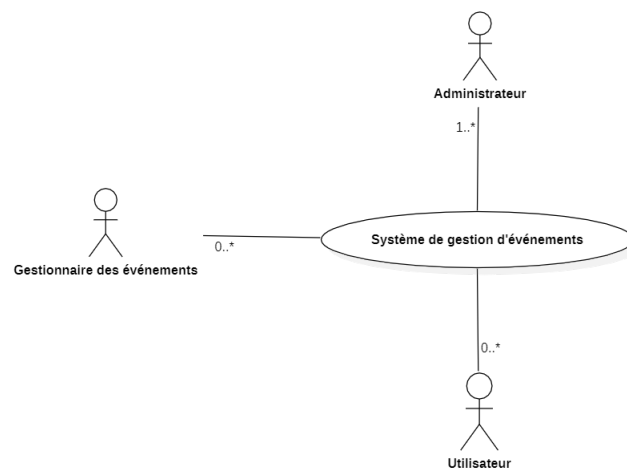 Administrateur
1..*
Système de gestion d'événements
0..*
Gestionnaire des événements
0..*
Utilisateur